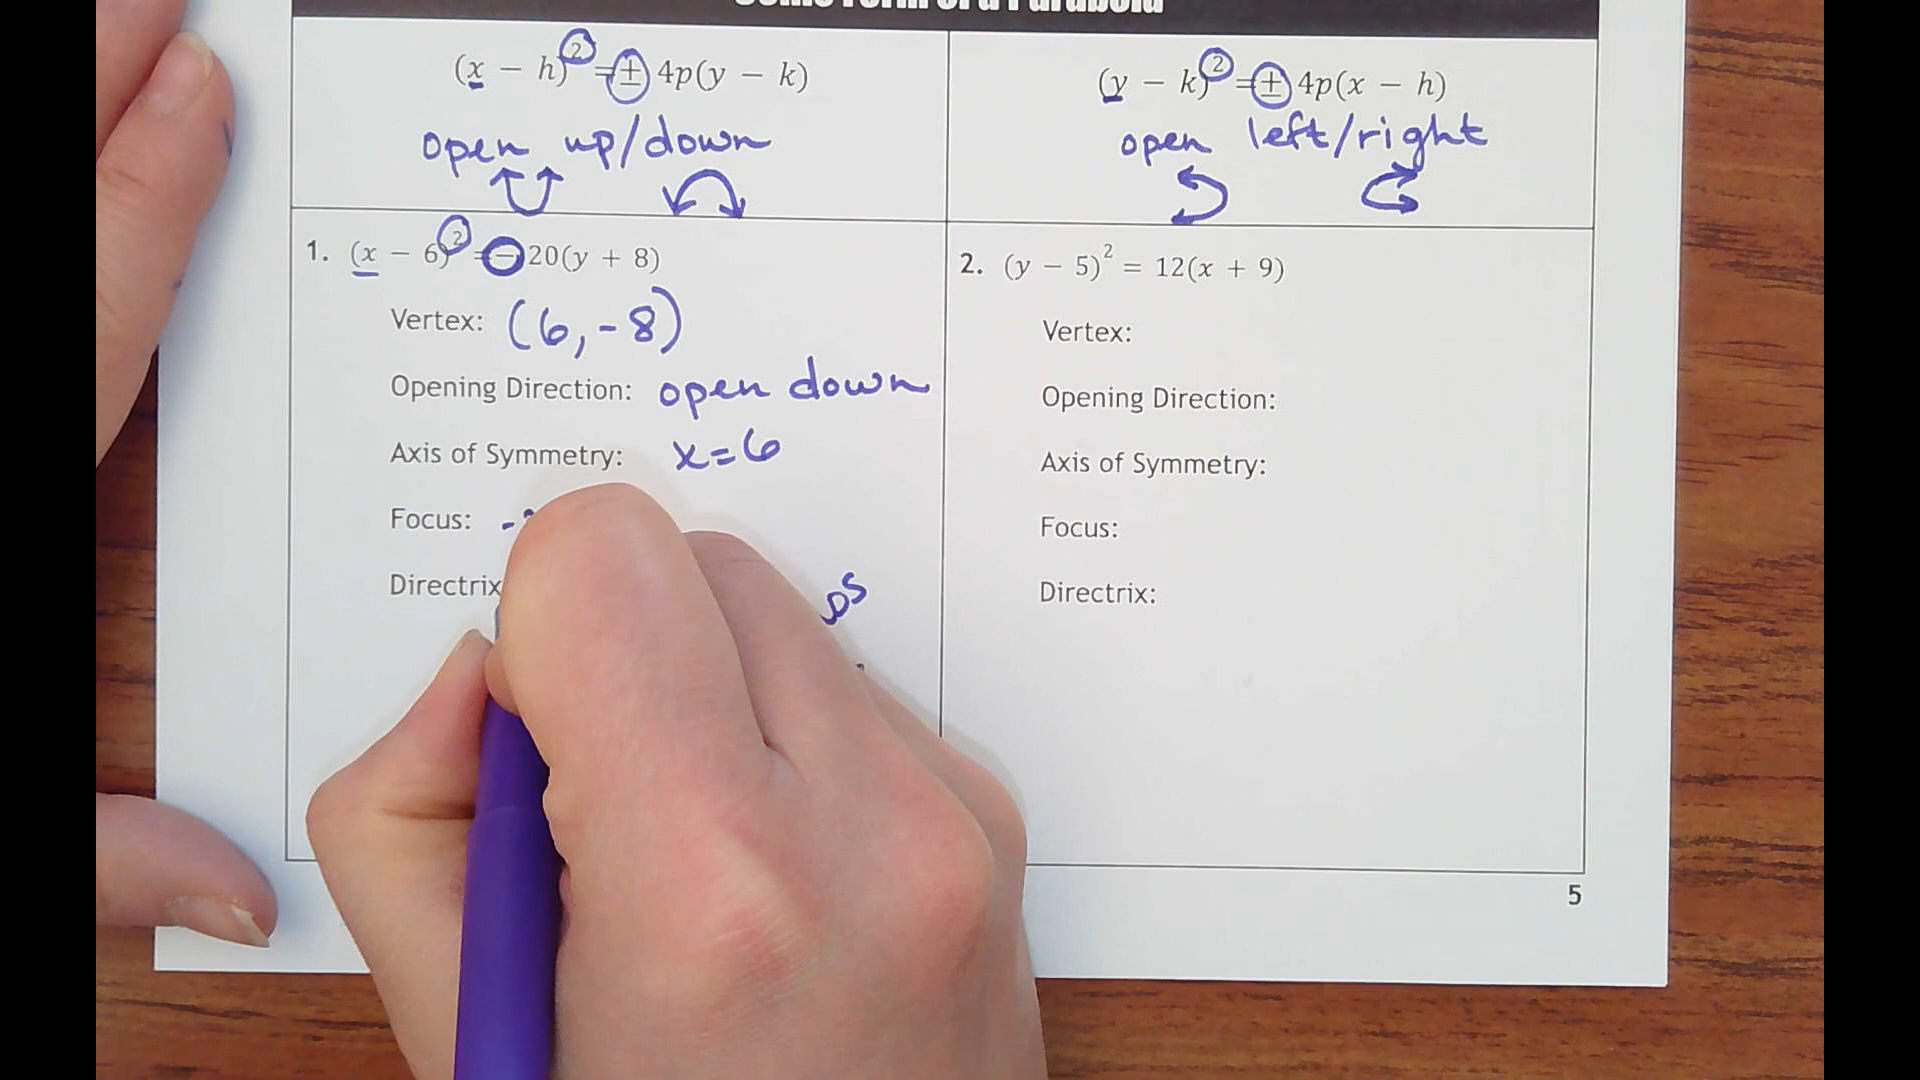 (x − h)² = ± 4p(y − k)
open up/down
(y − k)² = ± 4p(x − h)
open left/right
1. (x − 6)² = −20(y + 8)
Vertex: (6, -8)
Opening Direction: open down
Axis of Symmetry: x=6
Focus: -
Directrix
2. (y − 5)² = 12(x + 9)
Vertex:
Opening Direction:
Axis of Symmetry:
Focus:
Directrix:
5